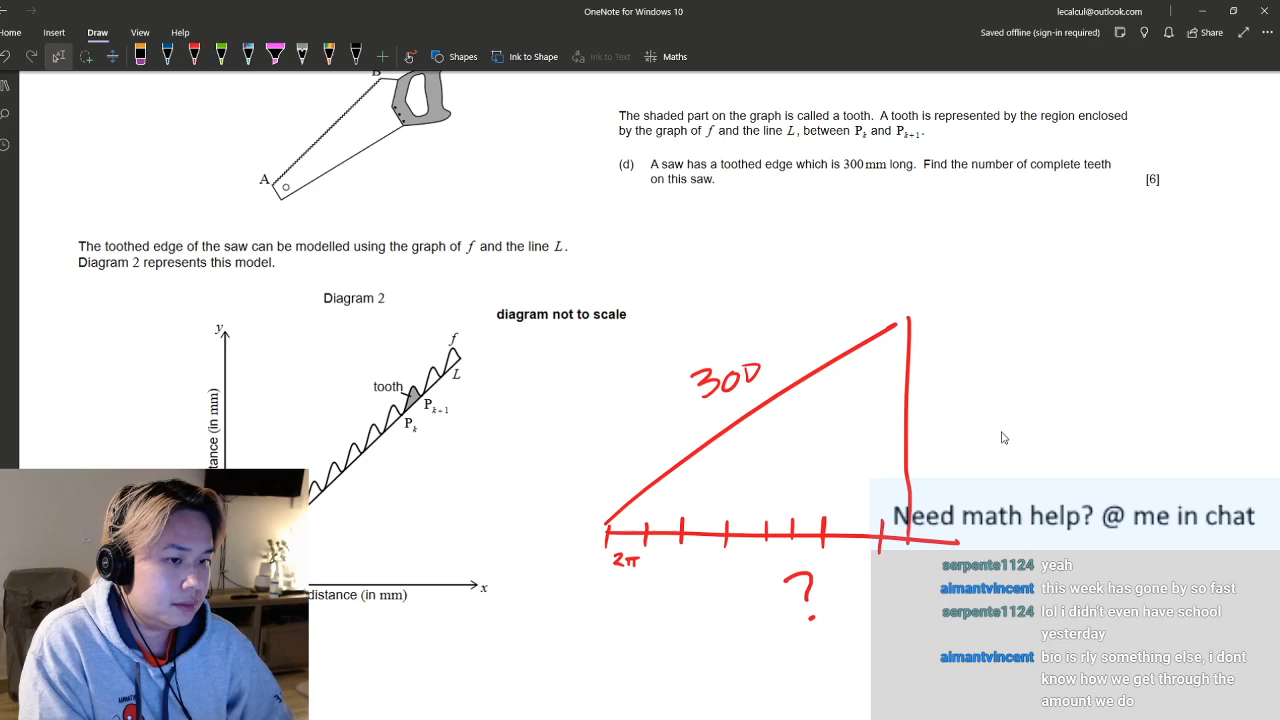 OneNote for Windows 10
lecalcul@outlook.com
Home Insert Draw View Help
Saved offline (sign-in required)
Share
Shapes
Ink to Shape
Ink to Text
Maths
B
A
The shaded part on the graph is called a tooth. A tooth is represented by the region enclosed
by the graph of f and the line L, between Pk and Pk+1.
(d) A saw has a toothed edge which is 300 mm long. Find the number of complete teeth
on this saw.
[6]
The toothed edge of the saw can be modelled using the graph of f and the line L.
Diagram 2 represents this model.
Diagram 2
diagram not to scale
y
f
L
tooth
Pk+1
Pk
tance (in mm)
x
distance (in mm)
300
2π
?
Need math help? @ me in chat
serpente1124 yeah
aimantvincent this week has gone by so fast
serpente1124 lol i didn't even have school
yesterday
aimantvincent bio is rly something else, i dont
know how we get through the
amount we do